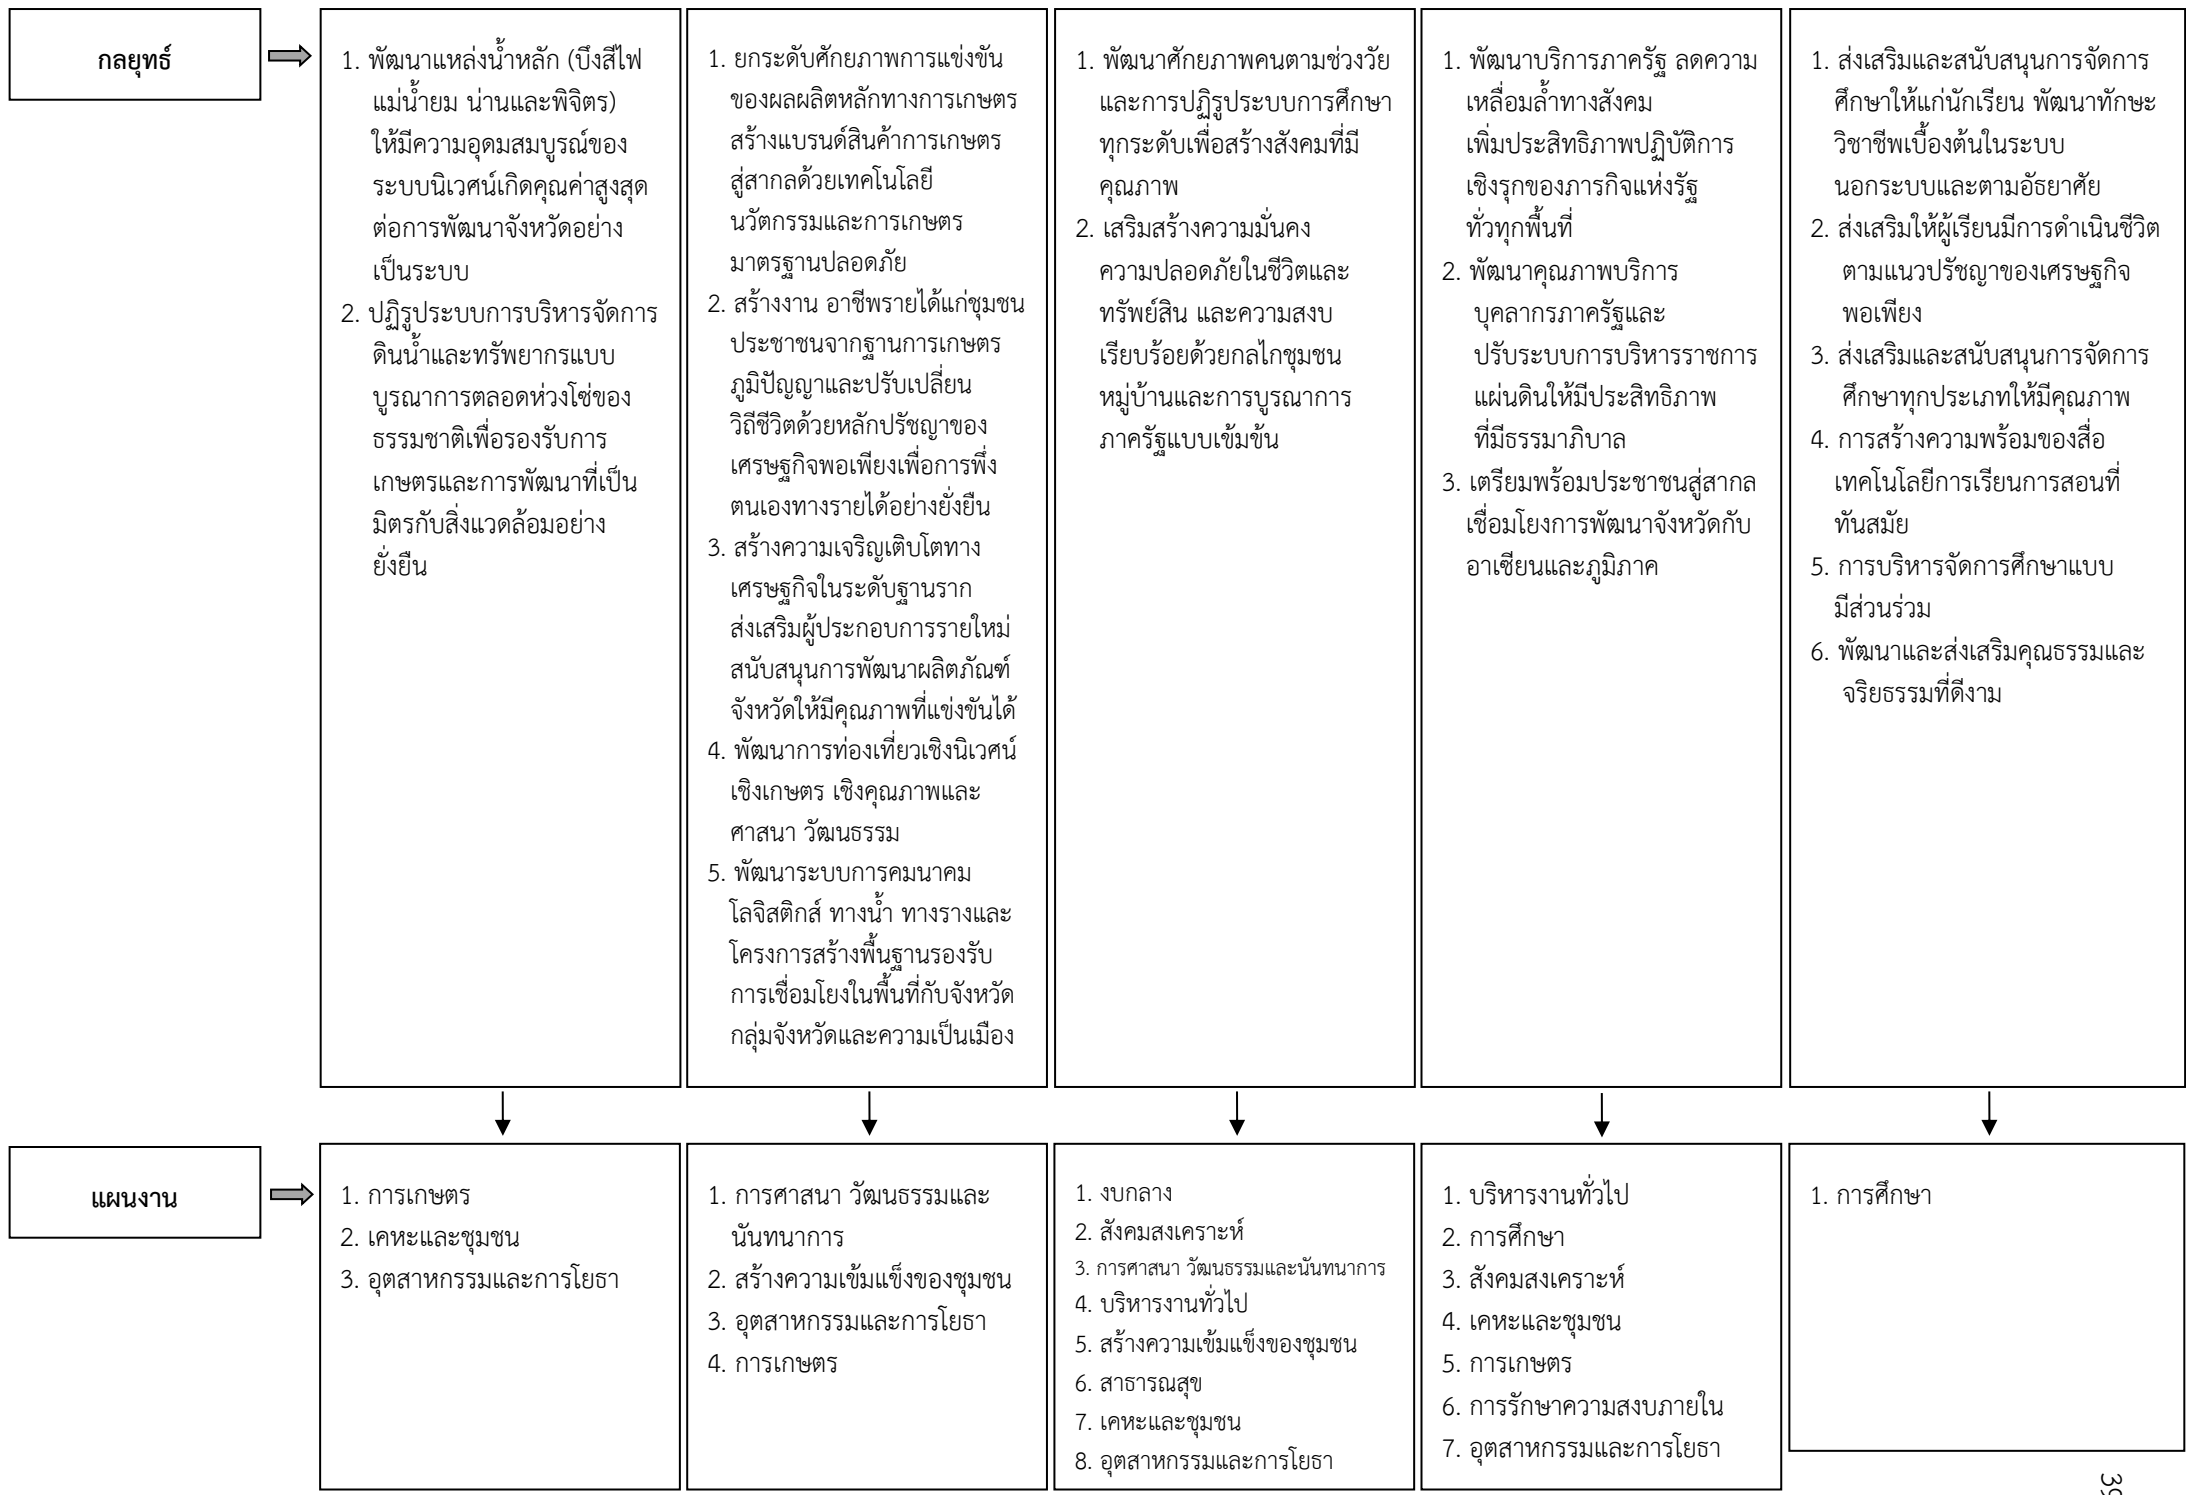 กลยุทธ์
1. พัฒนาแหล่งน้ำหลัก (บึงสีไฟ
แม่น้ำยม น่านและพิจิตร)
ให้มีความอุดมสมบูรณ์ของ
ระบบนิเวศน์เกิดคุณค่าสูงสุด
ต่อการพัฒนาจังหวัดอย่าง
เป็นระบบ
2. ปฏิรูประบบการบริหารจัดการ
ดินน้ำและทรัพยากรแบบ
บูรณาการตลอดห่วงโซ่ของ
ธรรมชาติเพื่อรองรับการ
เกษตรและการพัฒนาที่เป็น
มิตรกับสิ่งแวดล้อมอย่าง
ยั่งยืน
1. ยกระดับศักยภาพการแข่งขัน
ของผลผลิตหลักทางการเกษตร
สร้างแบรนด์สินค้าการเกษตร
สู่สากลด้วยเทคโนโลยี
นวัตกรรมและการเกษตร
มาตรฐานปลอดภัย
2. สร้างงาน อาชีพรายได้แก่ชุมชน
ประชาชนจากฐานการเกษตร
ภูมิปัญญาและปรับเปลี่ยน
วิถีชีวิตด้วยหลักปรัชญาของ
เศรษฐกิจพอเพียงเพื่อการพึ่ง
ตนเองทางรายได้อย่างยั่งยืน
3. สร้างความเจริญเติบโตทาง
เศรษฐกิจในระดับฐานราก
ส่งเสริมผู้ประกอบการรายใหม่
สนับสนุนการพัฒนาผลิตภัณฑ์
จังหวัดให้มีคุณภาพที่แข่งขันได้
4. พัฒนาการท่องเที่ยวเชิงนิเวศน์
เชิงเกษตร เชิงคุณภาพและ
ศาสนา วัฒนธรรม
5. พัฒนาระบบการคมนาคม
โลจิสติกส์ ทางน้ำ ทางรางและ
โครงการสร้างพื้นฐานรองรับ
การเชื่อมโยงในพื้นที่กับจังหวัด
กลุ่มจังหวัดและความเป็นเมือง
1. พัฒนาศักยภาพคนตามช่วงวัย
และการปฏิรูประบบการศึกษา
ทุกระดับเพื่อสร้างสังคมที่มี
คุณภาพ
2. เสริมสร้างความมั่นคง
ความปลอดภัยในชีวิตและ
ทรัพย์สิน และความสงบ
เรียบร้อยด้วยกลไกชุมชน
หมู่บ้านและการบูรณาการ
ภาครัฐแบบเข้มข้น
1. พัฒนาบริการภาครัฐ ลดความ
เหลื่อมล้ำทางสังคม
เพิ่มประสิทธิภาพปฏิบัติการ
เชิงรุกของภารกิจแห่งรัฐ
ทั่วทุกพื้นที่
2. พัฒนาคุณภาพบริการ
บุคลากรภาครัฐและ
ปรับระบบการบริหารราชการ
แผ่นดินให้มีประสิทธิภาพ
ที่มีธรรมาภิบาล
3. เตรียมพร้อมประชาชนสู่สากล
เชื่อมโยงการพัฒนาจังหวัดกับ
อาเซียนและภูมิภาค
1. ส่งเสริมและสนับสนุนการจัดการ
ศึกษาให้แก่นักเรียน พัฒนาทักษะ
วิชาชีพเบื้องต้นในระบบ
นอกระบบและตามอัธยาศัย
2. ส่งเสริมให้ผู้เรียนมีการดำเนินชีวิต
ตามแนวปรัชญาของเศรษฐกิจ
พอเพียง
3. ส่งเสริมและสนับสนุนการจัดการ
ศึกษาทุกประเภทให้มีคุณภาพ
4. การสร้างความพร้อมของสื่อ
เทคโนโลยีการเรียนการสอนที่
ทันสมัย
5. การบริหารจัดการศึกษาแบบ
มีส่วนร่วม
6. พัฒนาและส่งเสริมคุณธรรมและ
จริยธรรมที่ดีงาม
แผนงาน
1. การเกษตร
2. เคหะและชุมชน
3. อุตสาหกรรมและการโยธา
1. การศาสนา วัฒนธรรมและ
นันทนาการ
2. สร้างความเข้มแข็งของชุมชน
3. อุตสาหกรรมและการโยธา
4. การเกษตร
1. งบกลาง
2. สังคมสงเคราะห์
3. การศาสนา วัฒนธรรมและนันทนาการ
4. บริหารงานทั่วไป
5. สร้างความเข้มแข็งของชุมชน
6. สาธารณสุข
7. เคหะและชุมชน
8. อุตสาหกรรมและการโยธา
1. บริหารงานทั่วไป
2. การศึกษา
3. สังคมสงเคราะห์
4. เคหะและชุมชน
5. การเกษตร
6. การรักษาความสงบภายใน
7. อุตสาหกรรมและการโยธา
1. การศึกษา
39